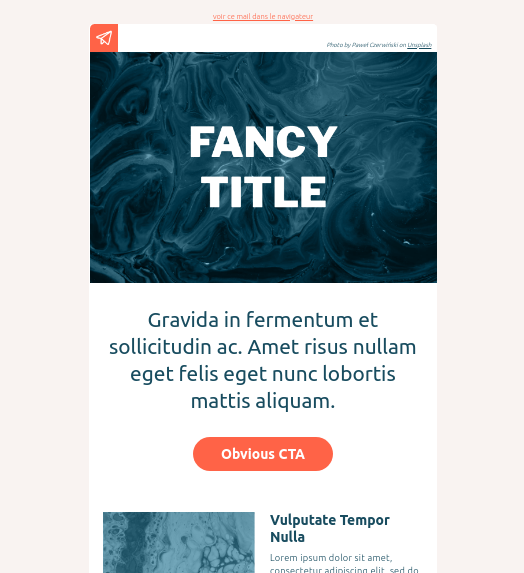 voir ce mail dans le navigateur
Photo by Paweł Czerwiński on Unsplash
FANCY
TITLE
Gravida in fermentum et
sollicitudin ac. Amet risus nullam
eget felis eget nunc lobortis
mattis aliquam.
Obvious CTA
Vulputate Tempor
Nulla
Lorem ipsum dolor sit amet,
consectetur adipiscing elit, sed do